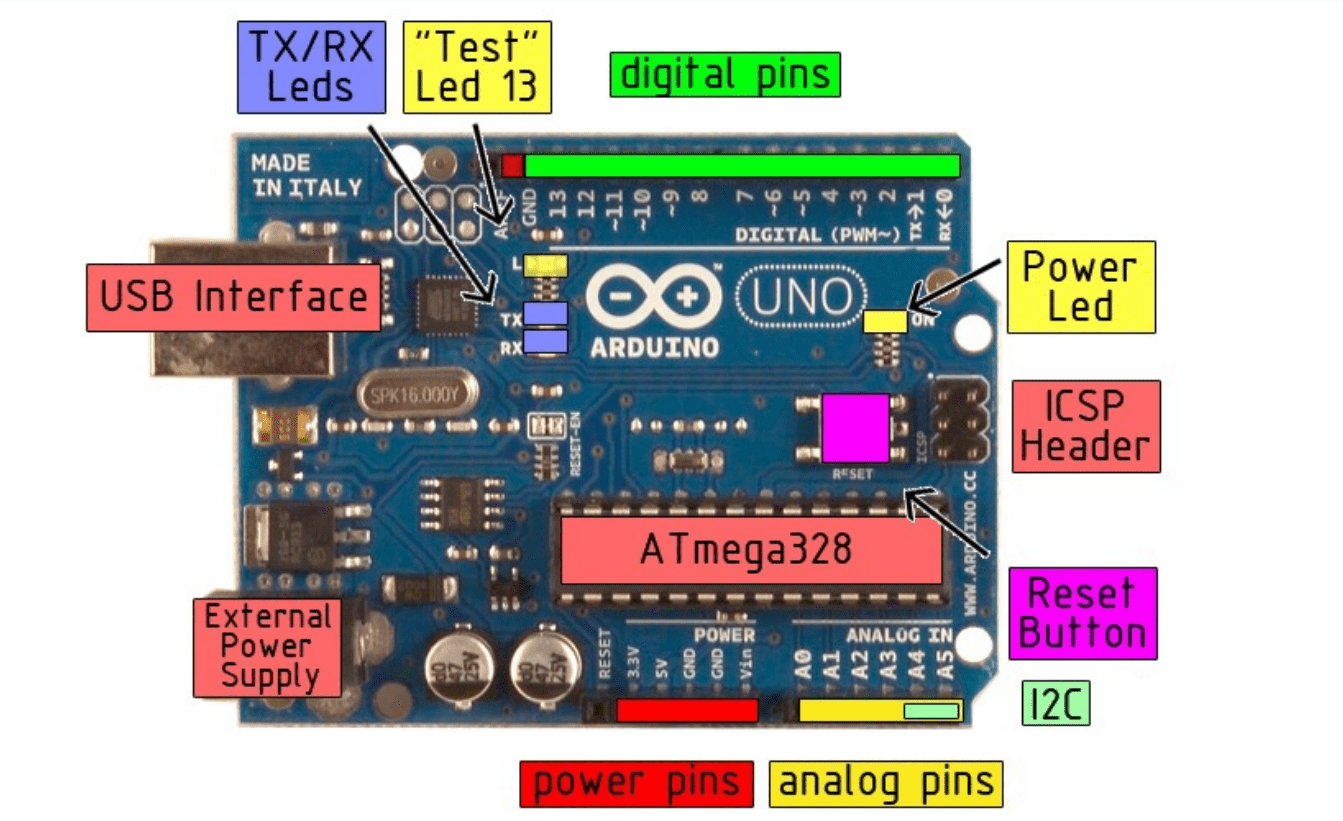 TX/RX
Leds
"Test"
Led 13
digital pins
MADE
IN ITALY
GND
13
12
~11
~10
~9
8
7
~6
~5
4
~3
2
TX→1
RX←0
DIGITAL (PWM~)
USB Interface
L
TX
RX
ARDUINO
UNO
ON
Power
Led
SPK16.000Y
RESET-EN
RESET
ICSP
ICSP
Header
ATmega328
WWW.ARDUINO.CC
Reset
Button
External
Power
Supply
47
25V
47
25V
POWER
ANALOG IN
RESET
3.3V
5V
GND
GND
Vin
A0
A1
A2
A3
A4
A5
I2C
power pins
analog pins